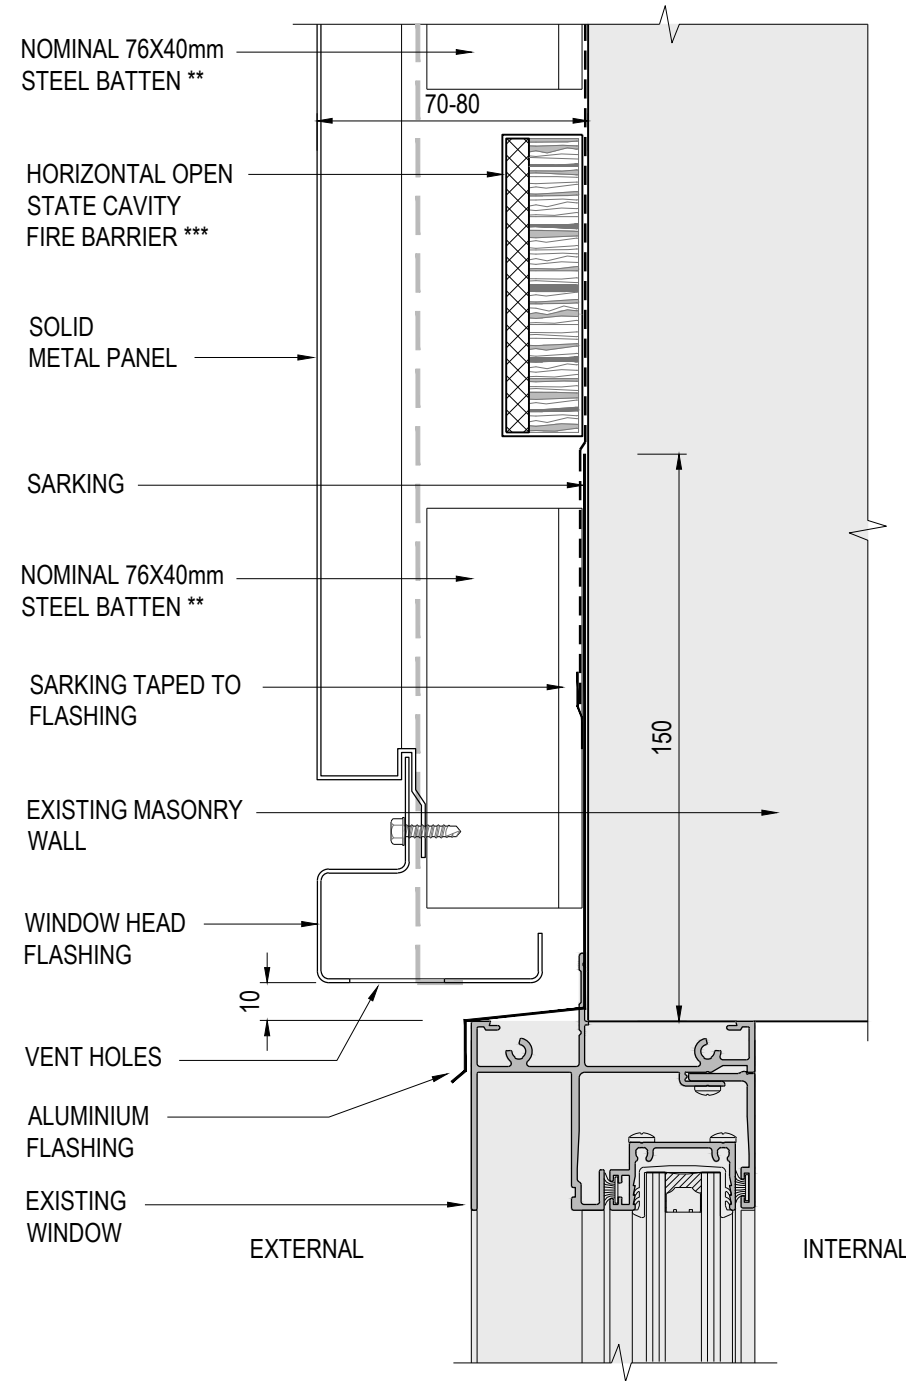 NOMINAL 76X40mm
STEEL BATTEN **
70-80
HORIZONTAL OPEN
STATE CAVITY
FIRE BARRIER ***
SOLID
METAL PANEL
SARKING
NOMINAL 76X40mm
STEEL BATTEN **
SARKING TAPED TO
FLASHING
150
EXISTING MASONRY
WALL
WINDOW HEAD
FLASHING
10
VENT HOLES
ALUMINIUM
FLASHING
EXISTING
WINDOW
EXTERNAL
INTERNAL